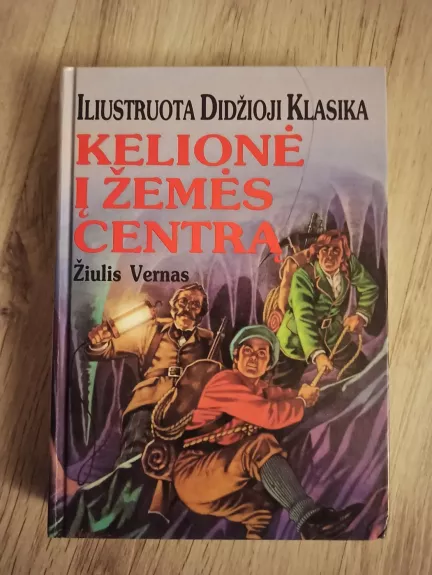 ILIUSTRUOTA DIDŽIOJI KLASIKA
KELIONĖ
Į ŽEMĖS
CENTRĄ
Žiulis Vernas